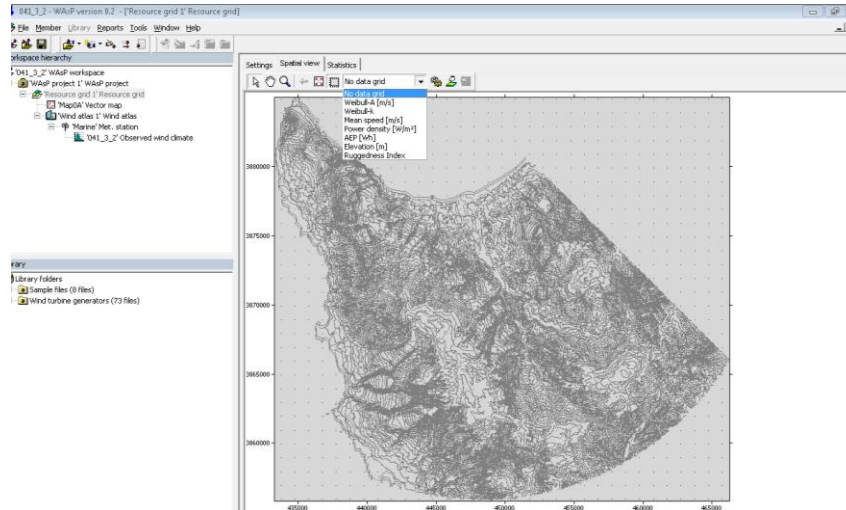 '041_3_2' - WAsP version 8.2 - ['Resource grid 1' Resource grid]
File Member Library Reports Tools Window Help
orkspace hierarchy
'041_3_2' WAsP workspace
'WAsP project 1' WAsP project
'Resource grid 1' Resource grid
'Map0A' Vector map
'Wind atlas 1' Wind atlas
'Marine' Met. station
'041_3_2' Observed wind climate
rary
Library folders
Sample files (8 files)
Wind turbine generators (73 files)
Settings Spatial view Statistics
No data grid
No data grid
Weibull-A [m/s]
Weibull-k
Mean speed [m/s]
Power density [W/m²]
AEP [Wh]
Elevation [m]
Ruggedness Index
3880000
3875000
3870000
3865000
3860000
435000 440000 445000 450000 455000 460000 465000